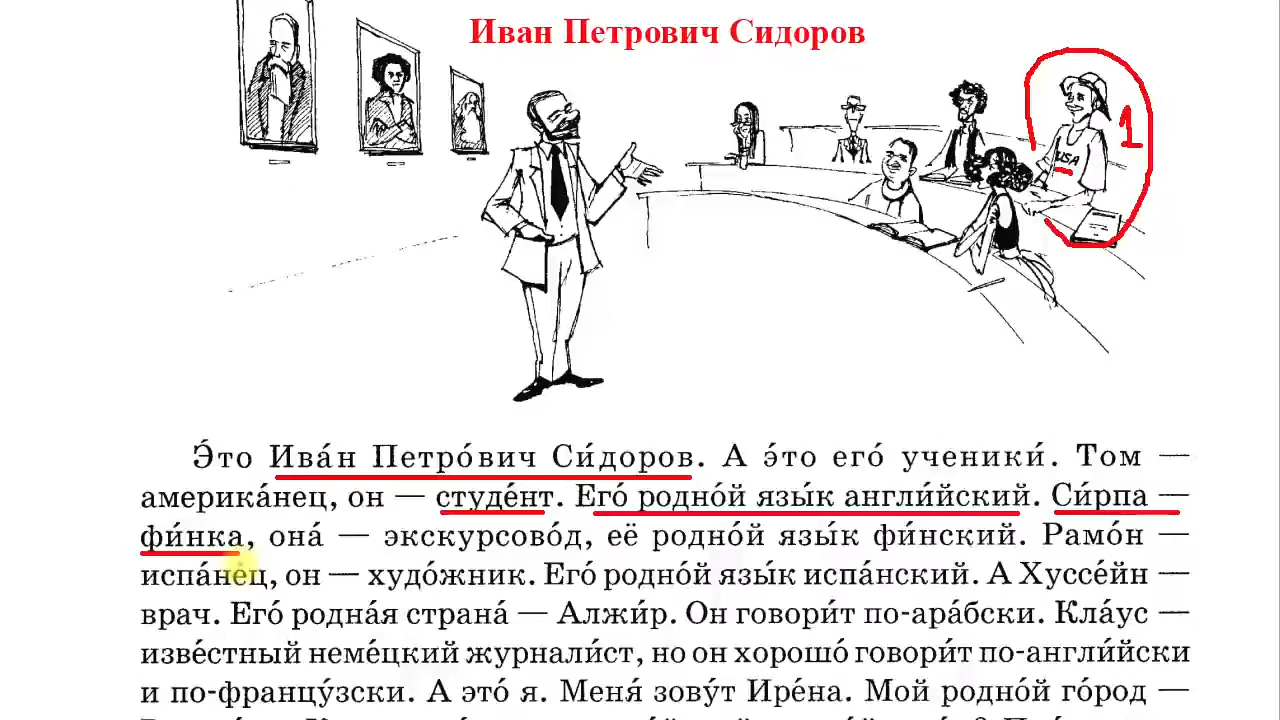 Иван Петрович Сидоров
1
USA
Э́то Ива́н Петро́вич Си́доров. А э́то его́ ученики́. Том —
америка́нец, он — студе́нт. Его́ родно́й язы́к англи́йский. Си́рпа —
фи́нка, она́ — экскурсово́д, её родно́й язы́к фи́нский. Рамо́н —
испа́нец, он — худо́жник. Его́ родно́й язы́к испа́нский. А Хуссе́йн —
врач. Его́ родна́я страна́ — Алжи́р. Он говори́т по-ара́бски. Кла́ус —
изве́стный неме́цкий журнали́ст, но он хорошо́ говори́т по-англи́йски
и по-францу́зски. А э́то́ я. Меня́ зову́т Ире́на. Мой родно́й го́род —